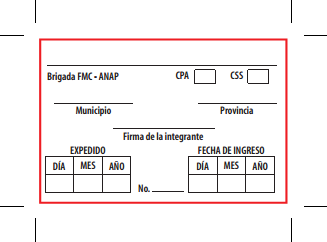 Brigada FMC - ANAP CPA CSS
Municipio Provincia
Firma de la integrante
EXPEDIDO FECHA DE INGRESO
DÍA MES AÑO DÍA MES AÑO
No.